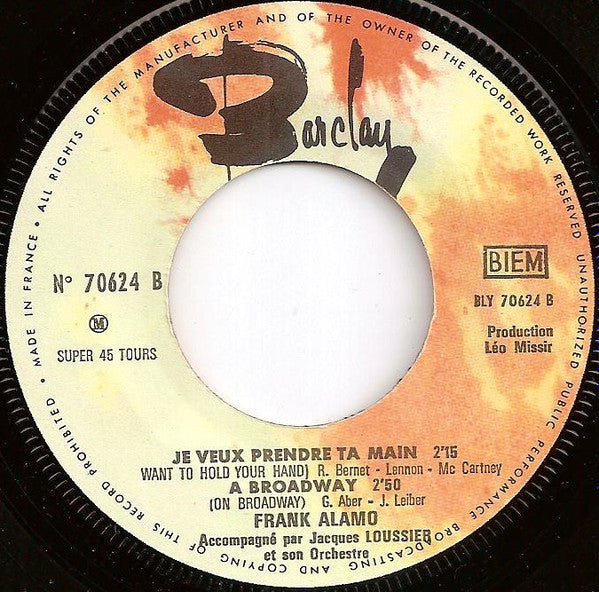 MADE IN FRANCE • ALL RIGHTS OF THE MANUFACTURER AND OF THE OWNER OF THE RECORDED WORK RESERVED UNAUTHORIZED PUBLIC PERFORMANCE BROADCASTING AND COPYING OF THIS RECORD PROHIBITED •
Barclay
N° 70624 B
M
SUPER 45 TOURS
BIEM
BLY 70624 B
Production
Léo Missir
JE VEUX PRENDRE TA MAIN 2'15
WANT TO HOLD YOUR HAND) R. Bernet - Lennon - Mc Cartney
A BROADWAY 2'50
(ON BROADWAY) G. Aber - J. Leiber
FRANK ALAMO
Accompagné par Jacques LOUSSIER
et son Orchestre